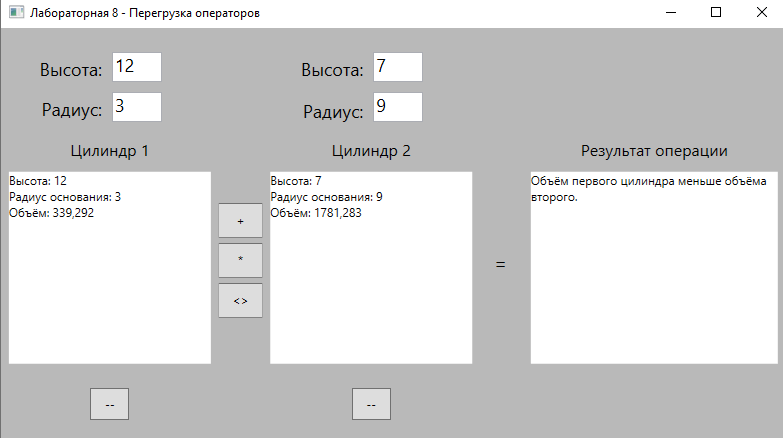 Лабораторная 8 - Перегрузка операторов
Высота: 12
Высота: 7
Радиус: 3
Радиус: 9
Цилиндр 1
Цилиндр 2
Результат операции
Высота: 12
Радиус основания: 3
Объём: 339,292
+
*
<>
Высота: 7
Радиус основания: 9
Объём: 1781,283
=
Объём первого цилиндра меньше объёма
второго.
--
--